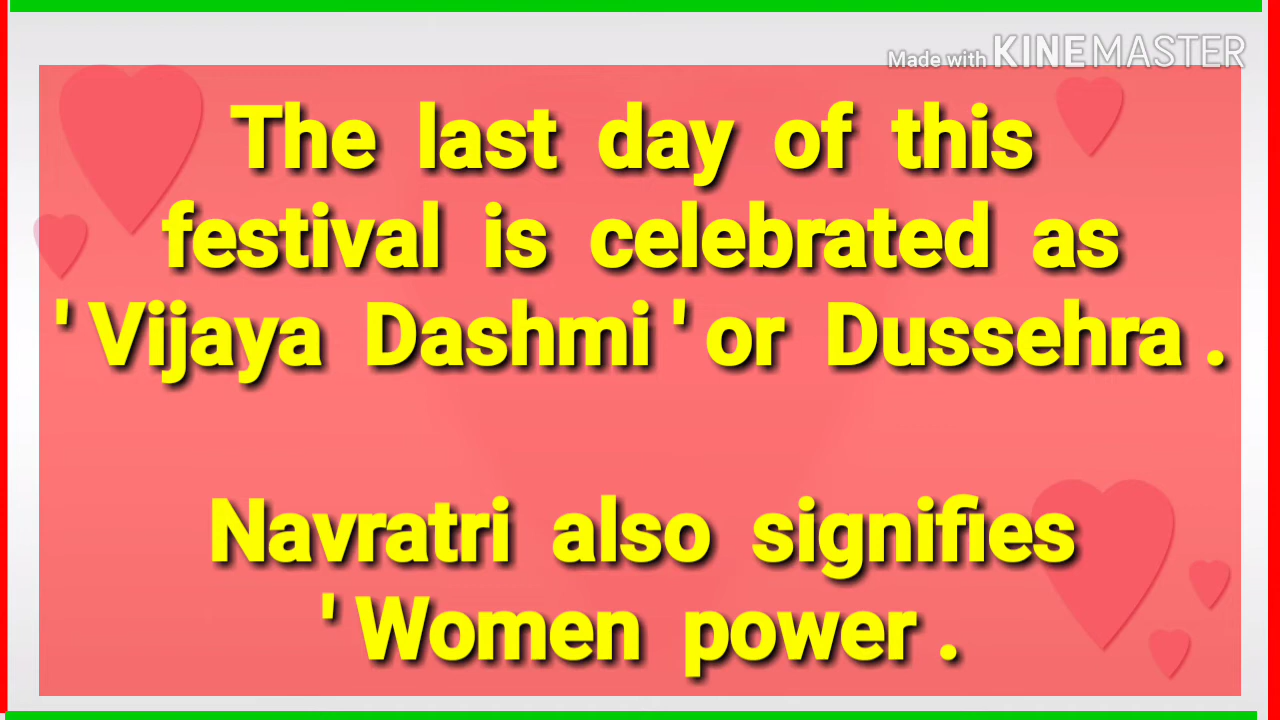 Made with KINEMASTER
The last day of this
festival is celebrated as
' Vijaya Dashmi ' or Dussehra .
Navratri also signifies
' Women power .